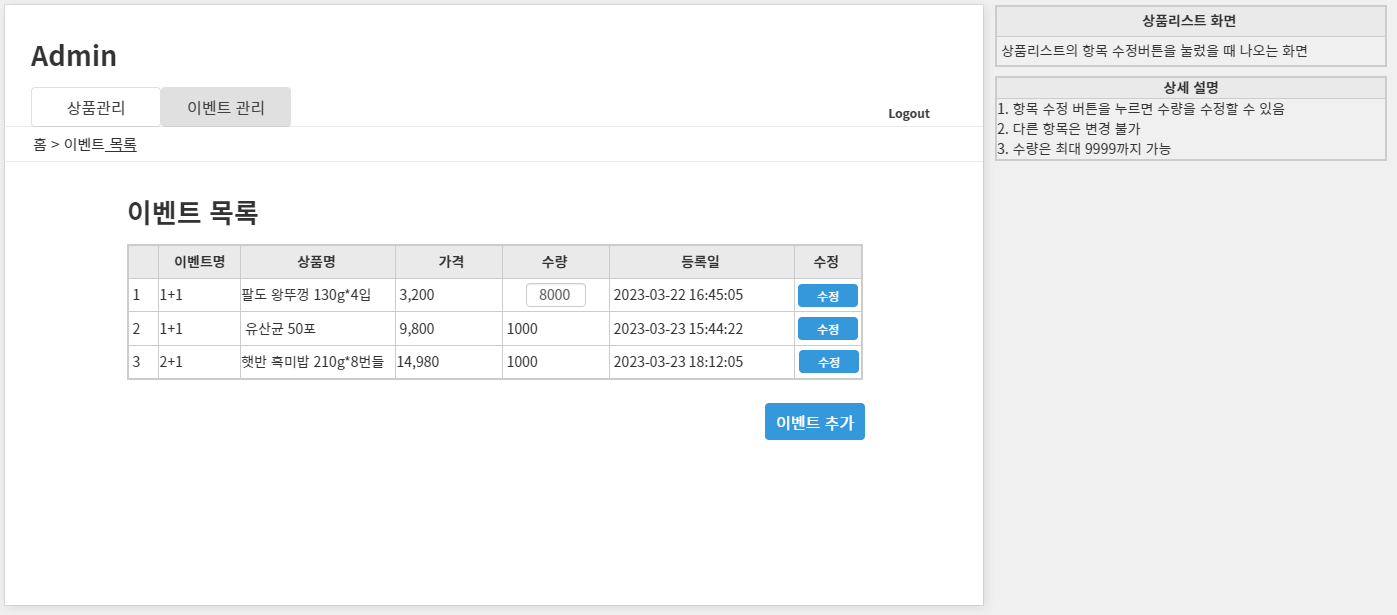 Admin
상품관리 이벤트 관리 Logout
홈 > 이벤트 목록
이벤트 목록
이벤트명 상품명 가격 수량 등록일 수정
1 1+1 팔도 왕뚜껑 130g*4입 3,200 8000 2023-03-22 16:45:05 수정
2 1+1 유산균 50포 9,800 1000 2023-03-23 15:44:22 수정
3 2+1 햇반 흑미밥 210g*8번들 14,980 1000 2023-03-23 18:12:05 수정
이벤트 추가
상품리스트 화면
상품리스트의 항목 수정버튼을 눌렀을 때 나오는 화면
상세 설명
1. 항목 수정 버튼을 누르면 수량을 수정할 수 있음
2. 다른 항목은 변경 불가
3. 수량은 최대 9999까지 가능